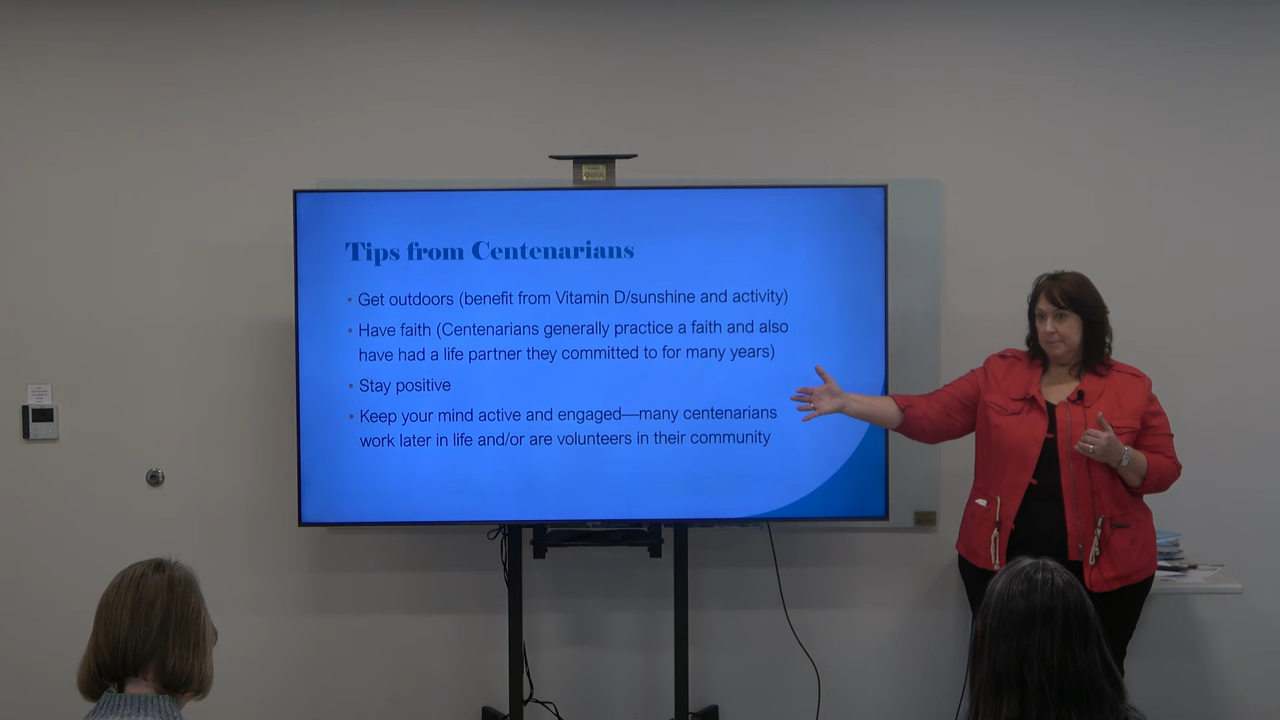 Tips from Centenarians
• Get outdoors (benefit from Vitamin D/sunshine and activity)
• Have faith (Centenarians generally practice a faith and also
have had a life partner they committed to for many years)
• Stay positive
• Keep your mind active and engaged—many centenarians
work later in life and/or are volunteers in their community